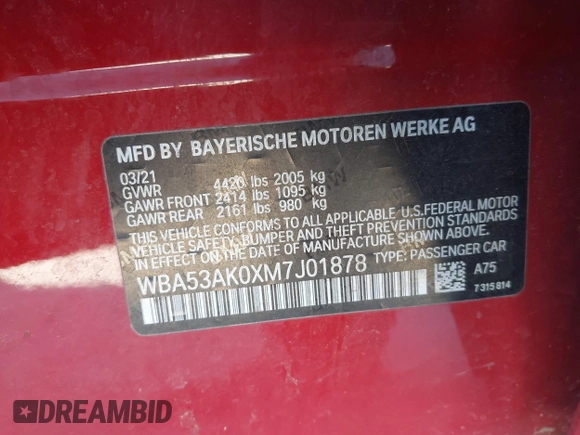 MFD BY BAYERISCHE MOTOREN WERKE AG
03/21
GVWR 4420 lbs 2005 kg
GAWR FRONT 2414 lbs 1095 kg
GAWR REAR 2161 lbs 980 kg
THIS VEHICLE CONFORMS TO ALL APPLICABLE U.S.FEDERAL MOTOR
VEHICLE SAFETY, BUMPER AND THEFT PREVENTION STANDARDS
IN EFFECT ON THE DATE OF MANUFACTURE SHOWN ABOVE.
WBA53AK0XM7J01878 TYPE: PASSENGER CAR
A75
7315814
DREAMBID